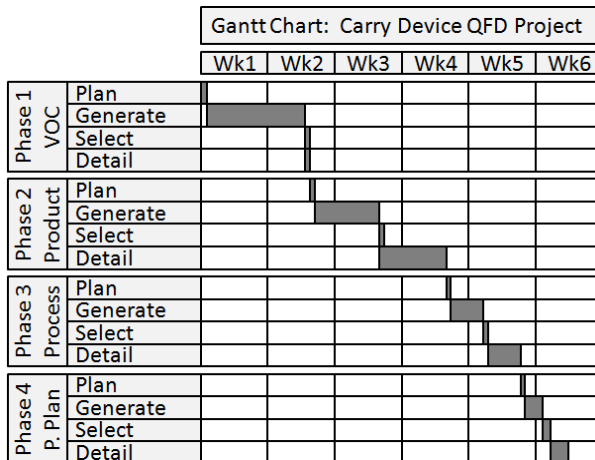 Gantt Chart: Carry Device QFD Project
Wk1 Wk2 Wk3 Wk4 Wk5 Wk6
Phase 1
VOC
Plan
Generate
Select
Detail
Phase 2
Product
Plan
Generate
Select
Detail
Phase 3
Process
Plan
Generate
Select
Detail
Phase 4
P. Plan
Plan
Generate
Select
Detail